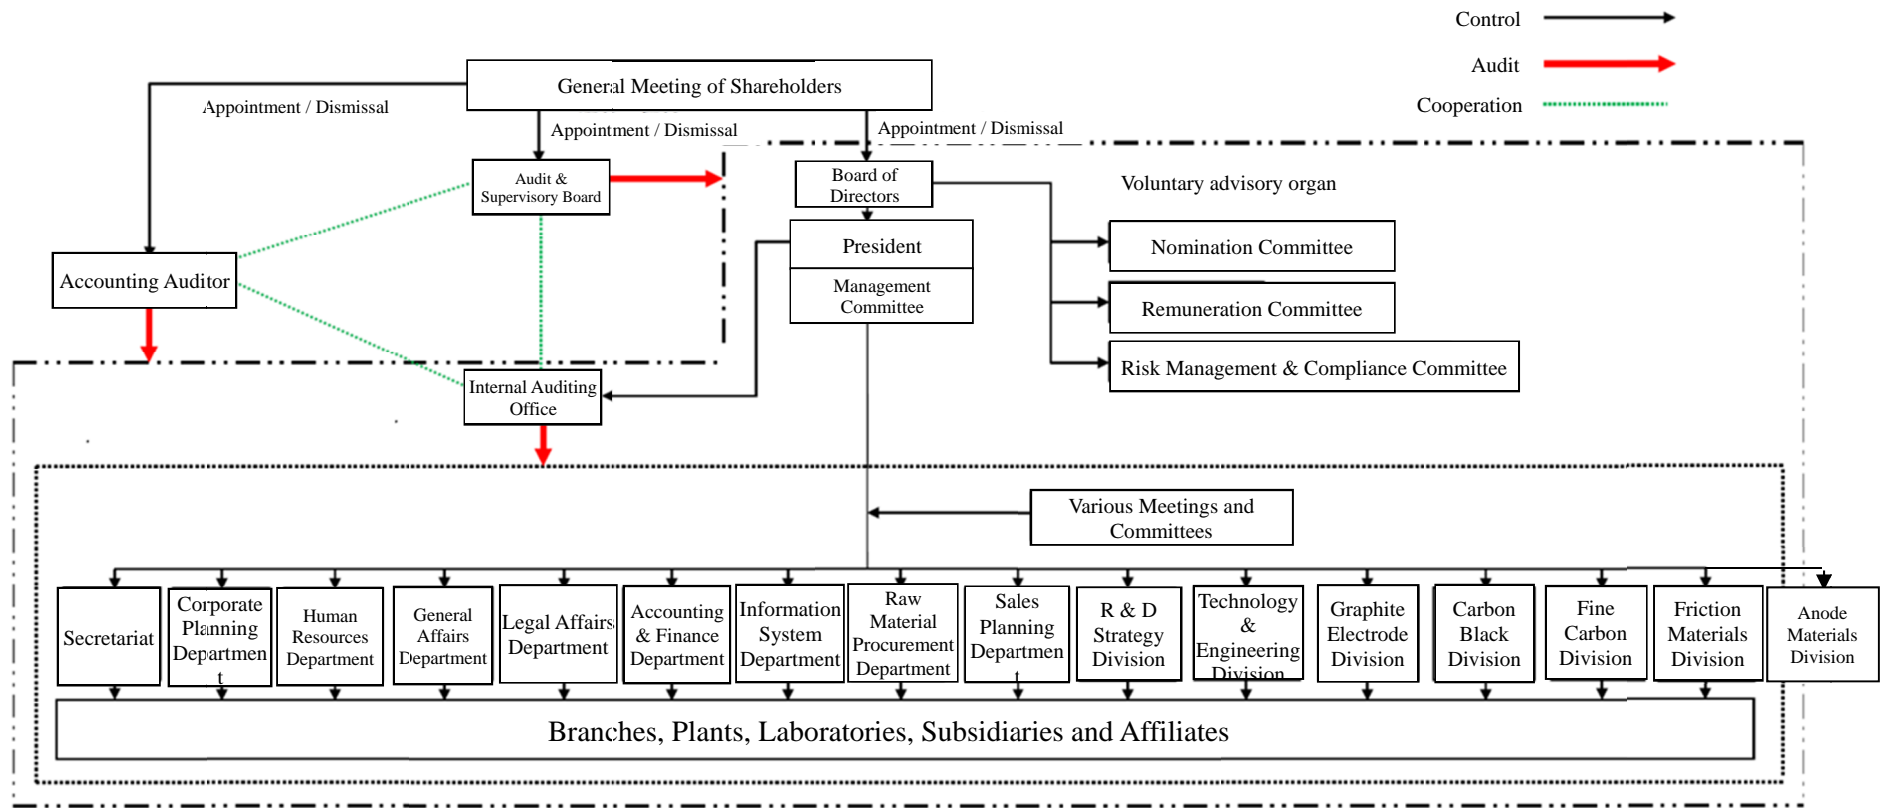 Control
Audit
Cooperation
General Meeting of Shareholders
Appointment / Dismissal
Appointment / Dismissal
Appointment / Dismissal
Audit &
Supervisory Board
Board of
Directors
Voluntary advisory organ
President
Nomination Committee
Accounting Auditor
Management
Committee
Remuneration Committee
Risk Management & Compliance Committee
Internal Auditing
Office
Various Meetings and
Committees
Secretariat
Corporate
Planning
Departmen
t
Human
Resources
Department
General
Affairs
Department
Legal Affairs
Department
Accounting
& Finance
Department
Information
System
Department
Raw
Material
Procurement
Department
Sales
Planning
Departmen
t
R & D
Strategy
Division
Technology
&
Engineering
Division
Graphite
Electrode
Division
Carbon
Black
Division
Fine
Carbon
Division
Friction
Materials
Division
Anode
Materials
Division
Branches, Plants, Laboratories, Subsidiaries and Affiliates